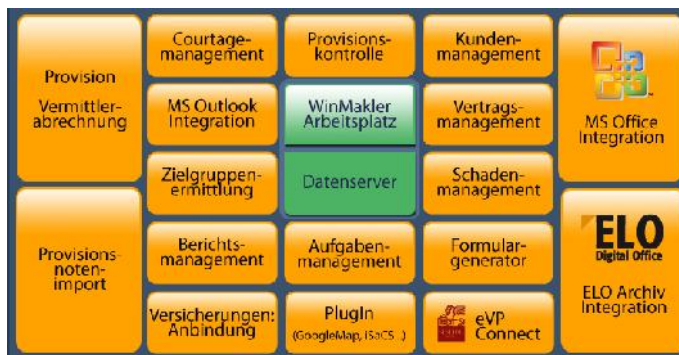 Provision
Vermittler-
abrechnung
Courtage-
management
Provisions-
kontrolle
Kunden-
management
MS Office
Integration
MS Outlook
Integration
WinMakler
Arbeitsplatz
Vertrags-
management
Zielgruppen-
ermittlung
Datenserver
Schaden-
management
Provisions-
noten-
import
Berichts-
management
Aufgaben-
management
Formular-
generator
ELO
Digital Office
ELO Archiv
Integration
Versicherungen:
Anbindung
PlugIn
(GoogleMap, iSaCS ..)
eVP
Connect